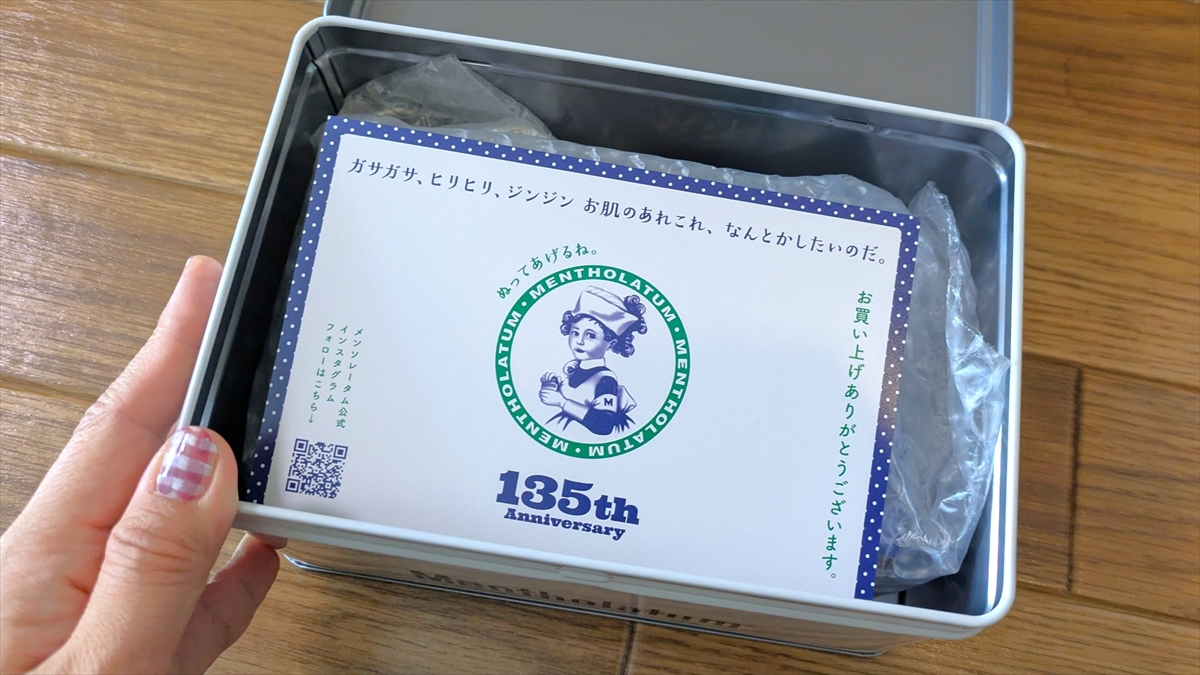 ガサガサ、ヒリヒリ、ジンジン お肌のあれこれ、なんとかしたいのだ。
ぬってあげるね。
MENTHOLATUM・MENTHOLATUM・MENTHOLATUM・MENTHOLATUM・
M
お買い上げありがとうございます。
メンソレータム公式
インスタグラム
フォローはこちら↓
135th
Anniversary
Mentholatum